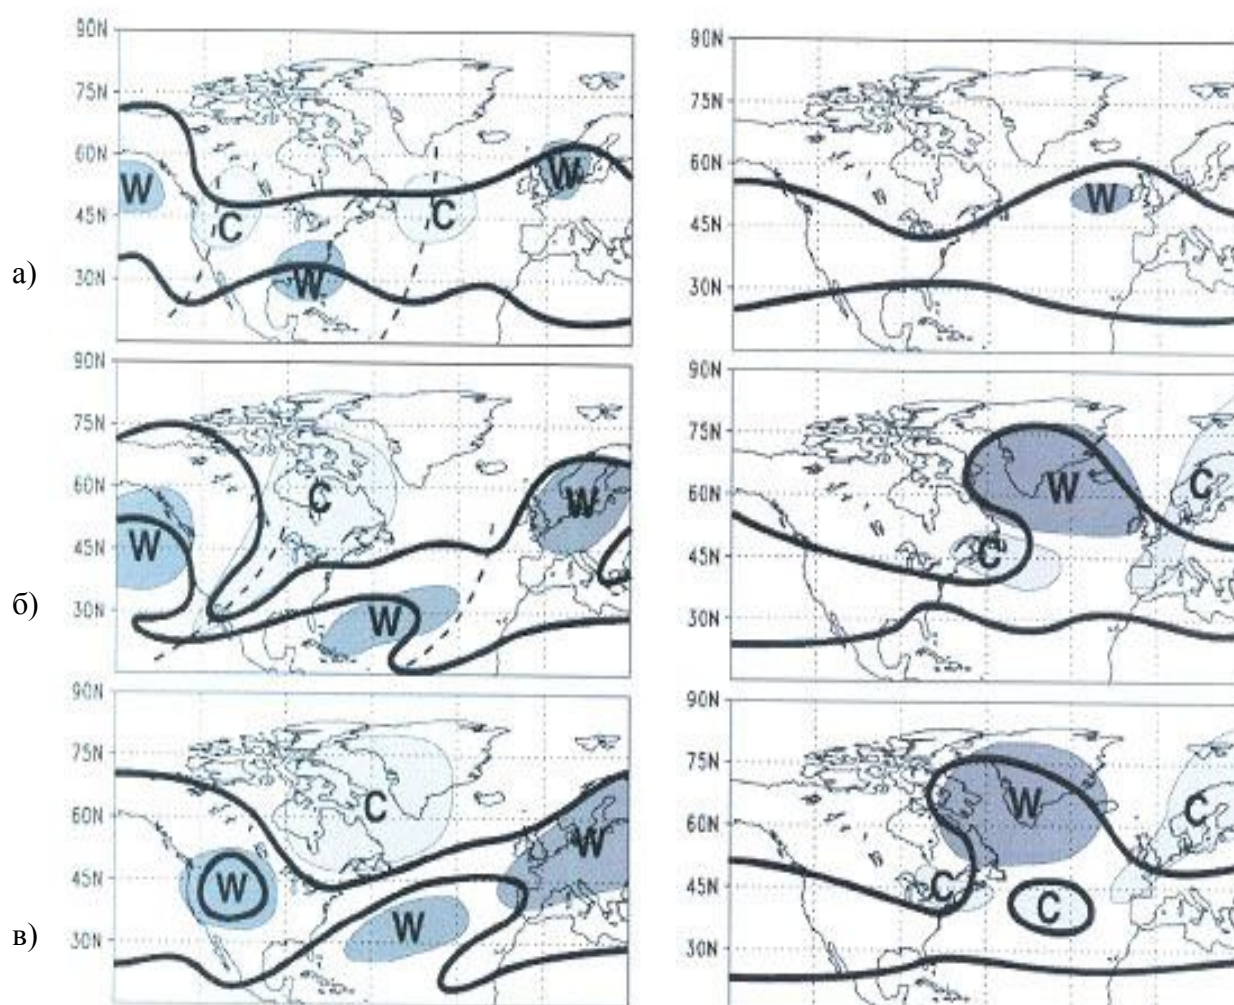 90N 90N
75N 75N
60N 60N
W W W
45N C C 45N
а) 30N W 30N
90N 90N
75N 75N
C W C
60N W 60N
W
45N 45N C
б) 30N W 30N
90N 90N
75N 75N
C W C
60N W 60N
W
45N 45N C C
в) 30N W 30N